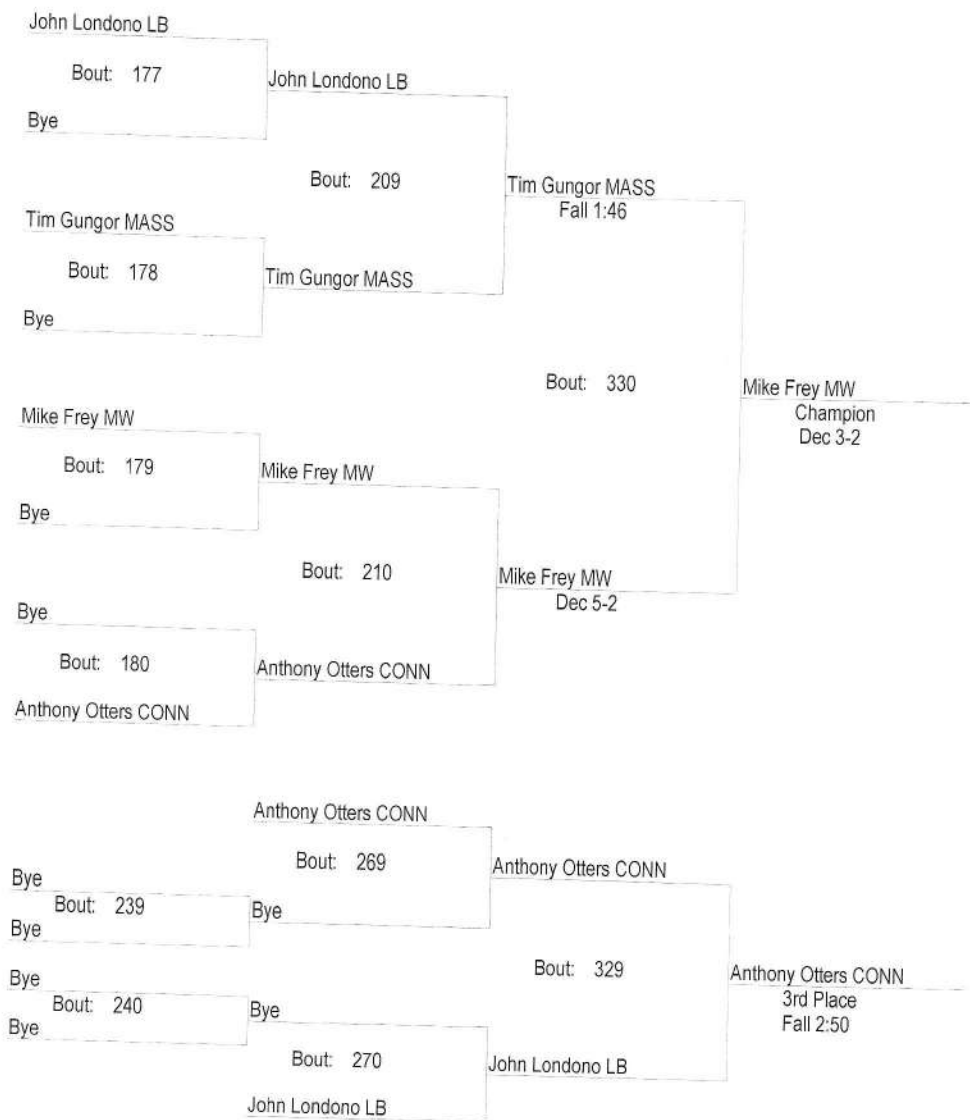 John Londono LB
Bout: 177
John Londono LB
Bye
Bout: 209
Tim Gungor MASS
Fall 1:46
Tim Gungor MASS
Bout: 178
Tim Gungor MASS
Bye
Bout: 330
Mike Frey MW
Champion
Dec 3-2
Mike Frey MW
Bout: 179
Mike Frey MW
Bye
Bout: 210
Mike Frey MW
Dec 5-2
Bye
Bout: 180
Anthony Otters CONN
Anthony Otters CONN
Anthony Otters CONN
Bout: 269
Anthony Otters CONN
Bye
Bout: 239
Bye
Bye
Bout: 329
Anthony Otters CONN
3rd Place
Fall 2:50
Bye
Bout: 240
Bye
Bye
Bout: 270
John Londono LB
John Londono LB